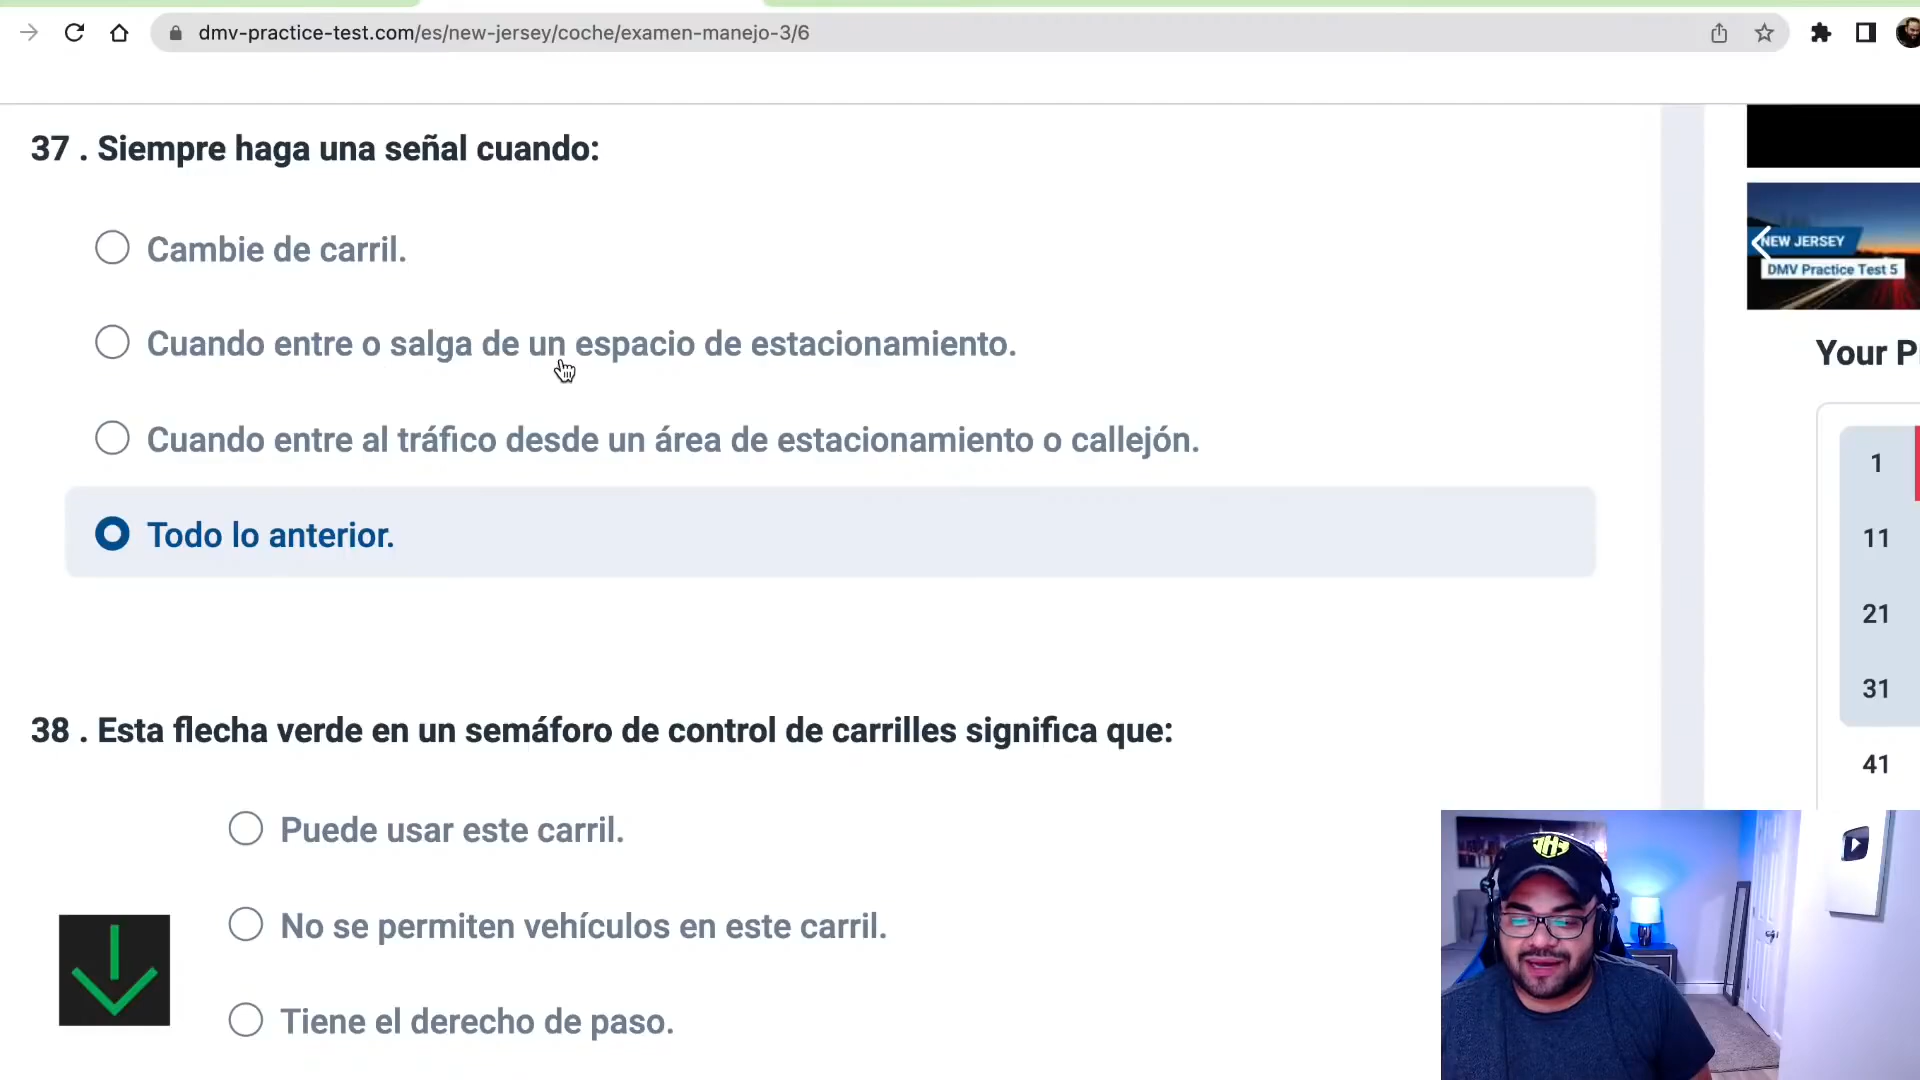 dmv-practice-test.com/es/new-jersey/coche/examen-manejo-3/6
37 . Siempre haga una señal cuando:
Cambie de carril.
Cuando entre o salga de un espacio de estacionamiento.
Cuando entre al tráfico desde un área de estacionamiento o callejón.
Todo lo anterior.
38 . Esta flecha verde en un semáforo de control de carrilles significa que:
Puede usar este carril.
No se permiten vehículos en este carril.
Tiene el derecho de paso.
NEW JERSEY
DMV Practice Test 5
Your P
1
11
21
31
41